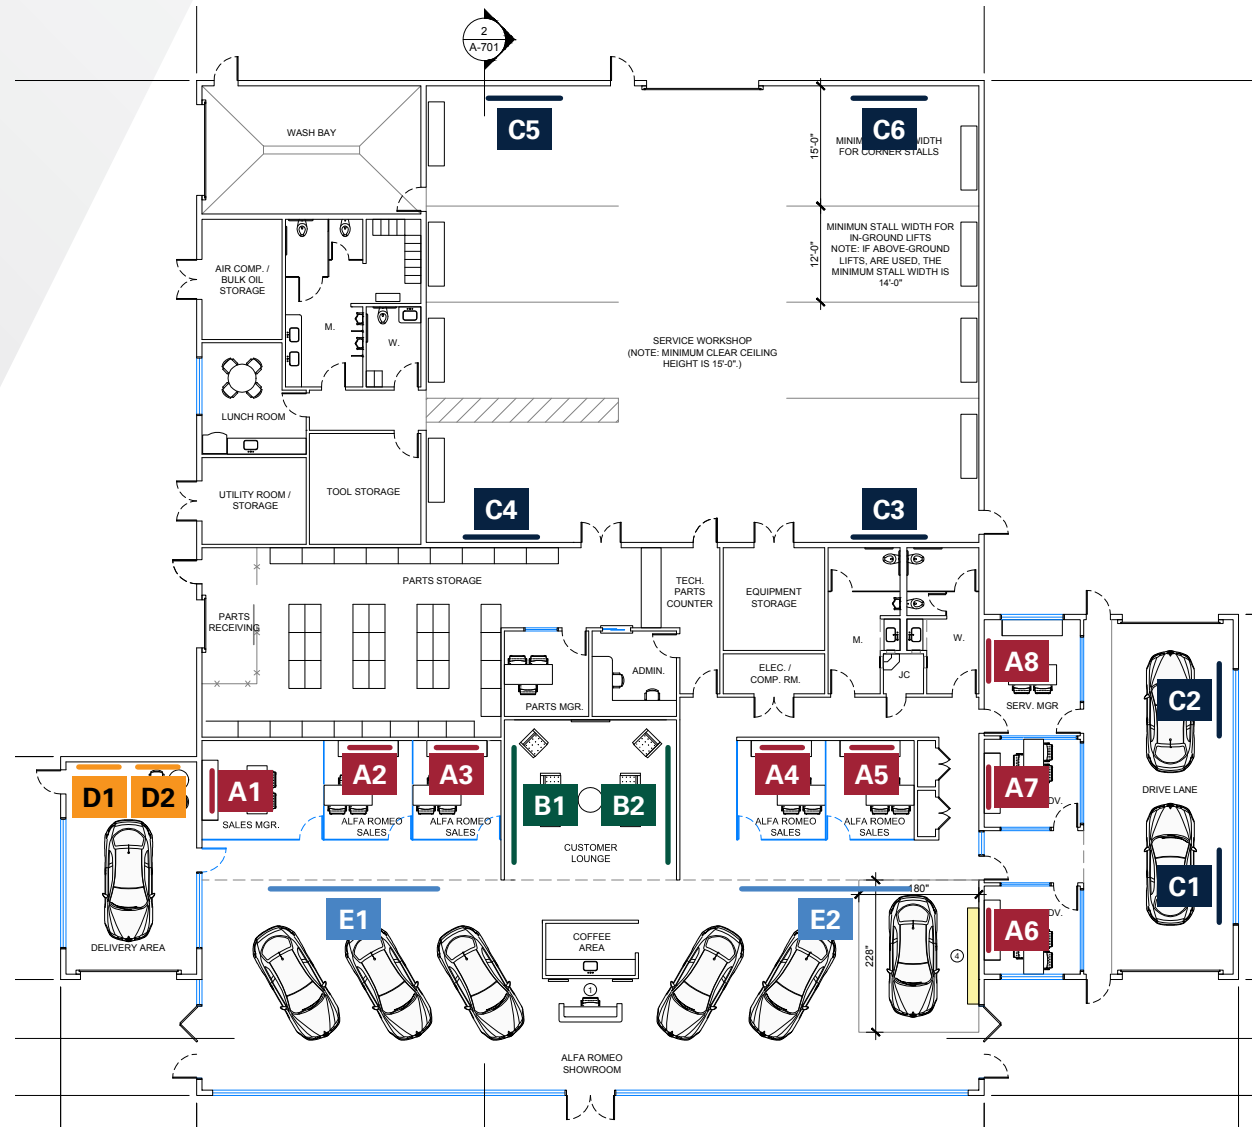 2
A-701
WASH BAY
C5
C6
FOR CORNER STALLS
15'-0"
12'-0"
MINIMUN STALL WIDTH FOR
IN-GROUND LIFTS
NOTE: IF ABOVE-GROUND
LIFTS, ARE USED, THE
MINIMUM STALL WIDTH IS
14'-0"
AIR COMP. /
BULK OIL
STORAGE
M.
W.
SERVICE WORKSHOP
(NOTE: MINIMUM CLEAR CEILING
HEIGHT IS 15'-0".)
LUNCH ROOM
UTILITY ROOM /
STORAGE
TOOL STORAGE
C4
C3
PARTS STORAGE
TECH.
PARTS
COUNTER
EQUIPMENT
STORAGE
PARTS
RECEIVING
M.
W.
ADMIN.
ELEC. /
COMP. RM.
JC
PARTS MGR.
A8
SERV. MGR
C2
D1
D2
A1
A2
A3
B1
B2
A4
A5
A7
DV.
DRIVE LANE
SALES MGR.
ALFA ROMEO
SALES
ALFA ROMEO
SALES
ALFA ROMEO
SALES
ALFA ROMEO
SALES
CUSTOMER
LOUNGE
C1
180"
E1
E2
A6
DV.
DELIVERY AREA
COFFEE
AREA
228"
4
1
ALFA ROMEO
SHOWROOM